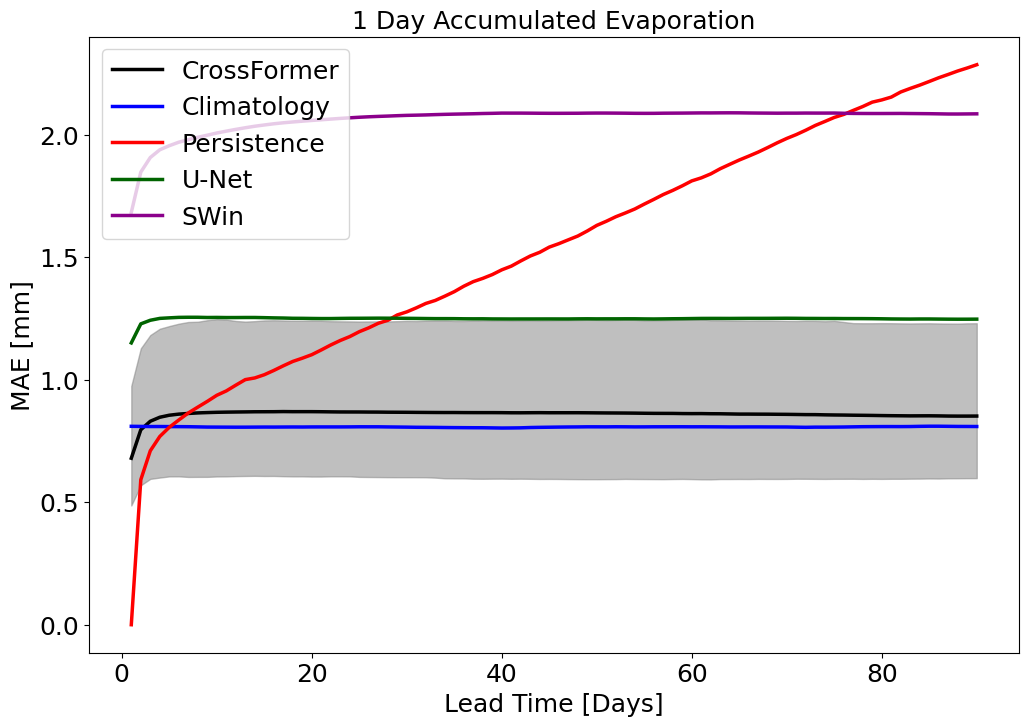 1 Day Accumulated Evaporation
CrossFormer
Climatology
Persistence
U-Net
SWin
MAE [mm]
2.0
1.5
1.0
0.5
0.0
0
20
40
60
80
Lead Time [Days]